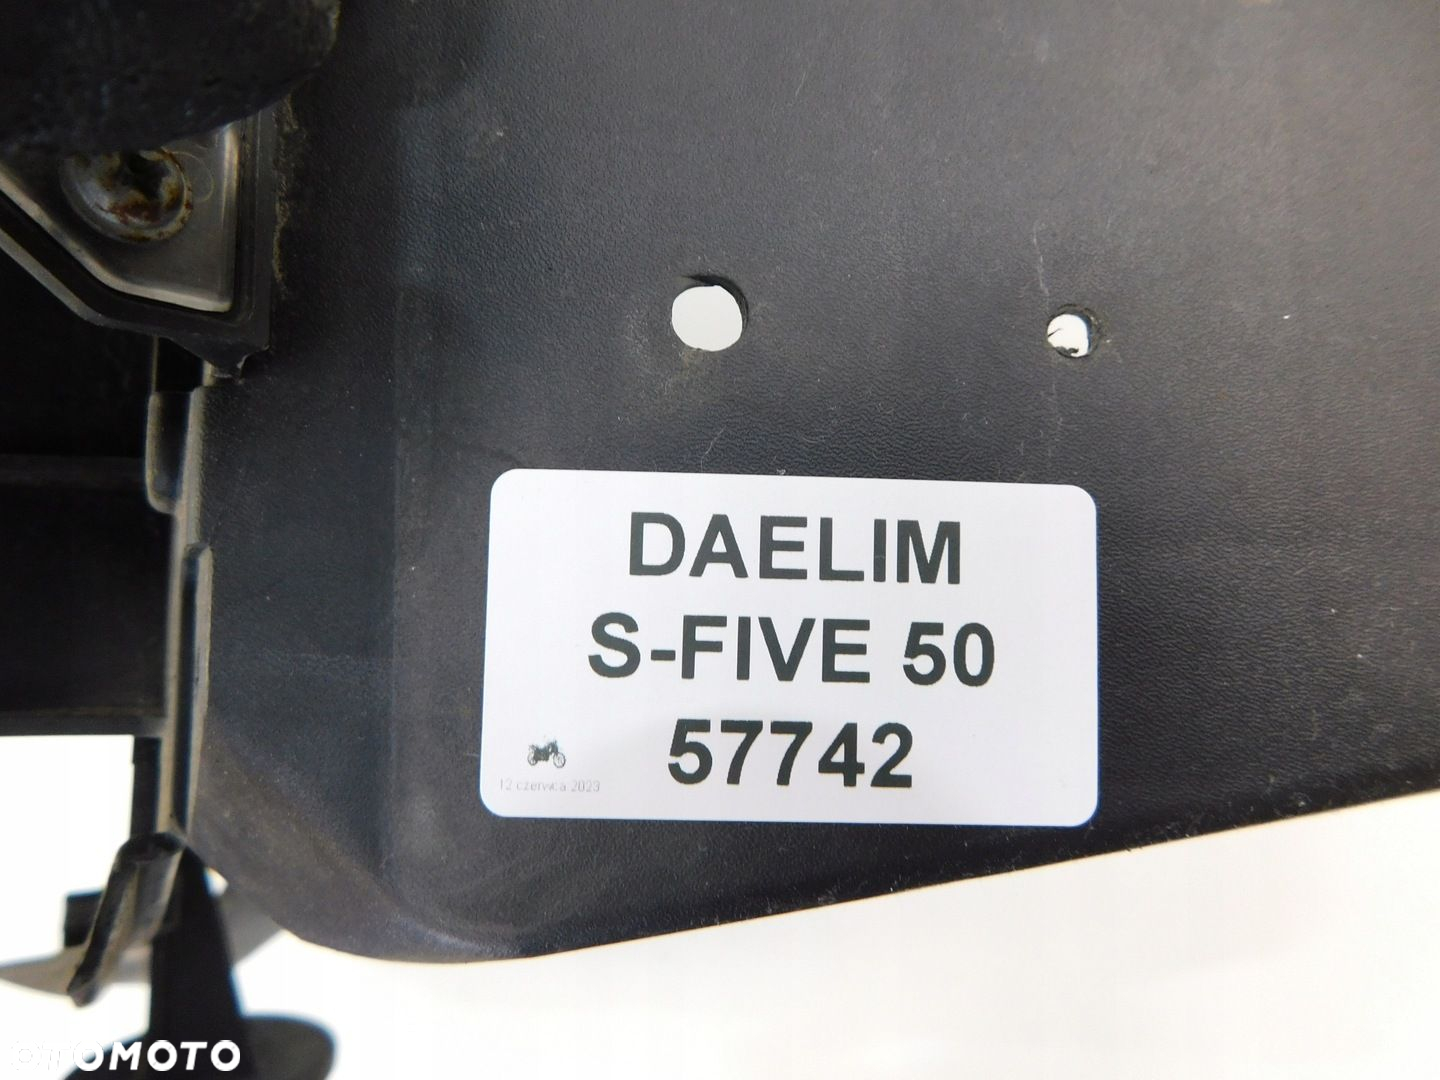 DAELIM
S-FIVE 50
57742
12 czerwca 2023
OTOMOTO